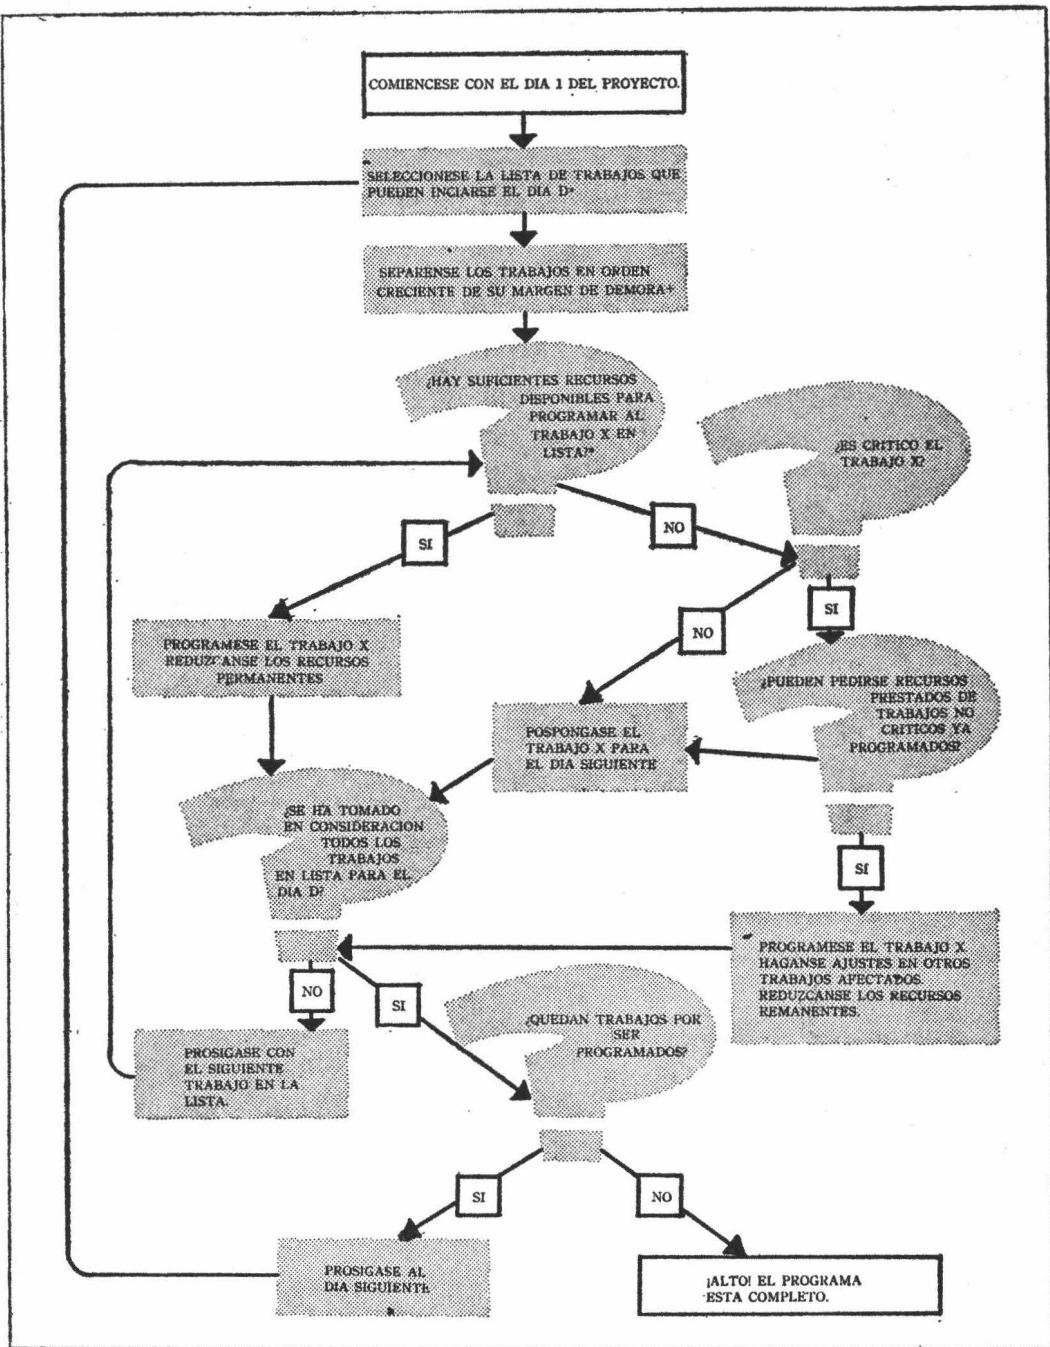 COMIENCESE CON EL DIA 1 DEL PROYECTO.
SELECCIONESE LA LISTA DE TRABAJOS QUE
PUEDEN INCIARSE EL DIA D*
SEPARENSE LOS TRABAJOS EN ORDEN
CRECIENTE DE SU MARGEN DE DEMORA+
¿HAY SUFICIENTES RECURSOS
DISPONIBLES PARA
PROGRAMAR AL
TRABAJO X EN
LISTA?*
¿ES CRITICO EL
TRABAJO X?
SI
NO
SI
NO
PROGRAMESE EL TRABAJO X
REDUZCANSE LOS RECURSOS
PERMANENTES
¿PUEDEN PEDIRSE RECURSOS
PRESTADOS DE
TRABAJOS NO
CRITICOS YA
PROGRAMADOS?
POSPONGASE EL
TRABAJO X PARA
EL DIA SIGUIENTE
¿SE HA TOMADO
EN CONSIDERACION
TODOS LOS
TRABAJOS
EN LISTA PARA EL
DIA D?
SI
PROGRAMESE EL TRABAJO X
HAGANSE AJUSTES EN OTROS
TRABAJOS AFECTADOS.
REDUZCANSE LOS RECURSOS
REMANENTES.
NO
SI
¿QUEDAN TRABAJOS POR
SER
PROGRAMADOS?
PROSIGASE CON
EL SIGUIENTE
TRABAJO EN LA
LISTA.
SI
NO
PROSIGASE AL
DIA SIGUIENTE
¡ALTO! EL PROGRAMA
ESTA COMPLETO.